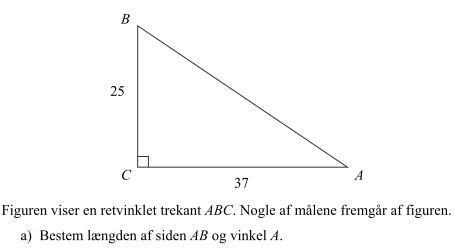 B
25
C
A
37
Figuren viser en retvinklet trekant ABC. Nogle af målene fremgår af figuren.
a) Bestem længden af siden AB og vinkel A.